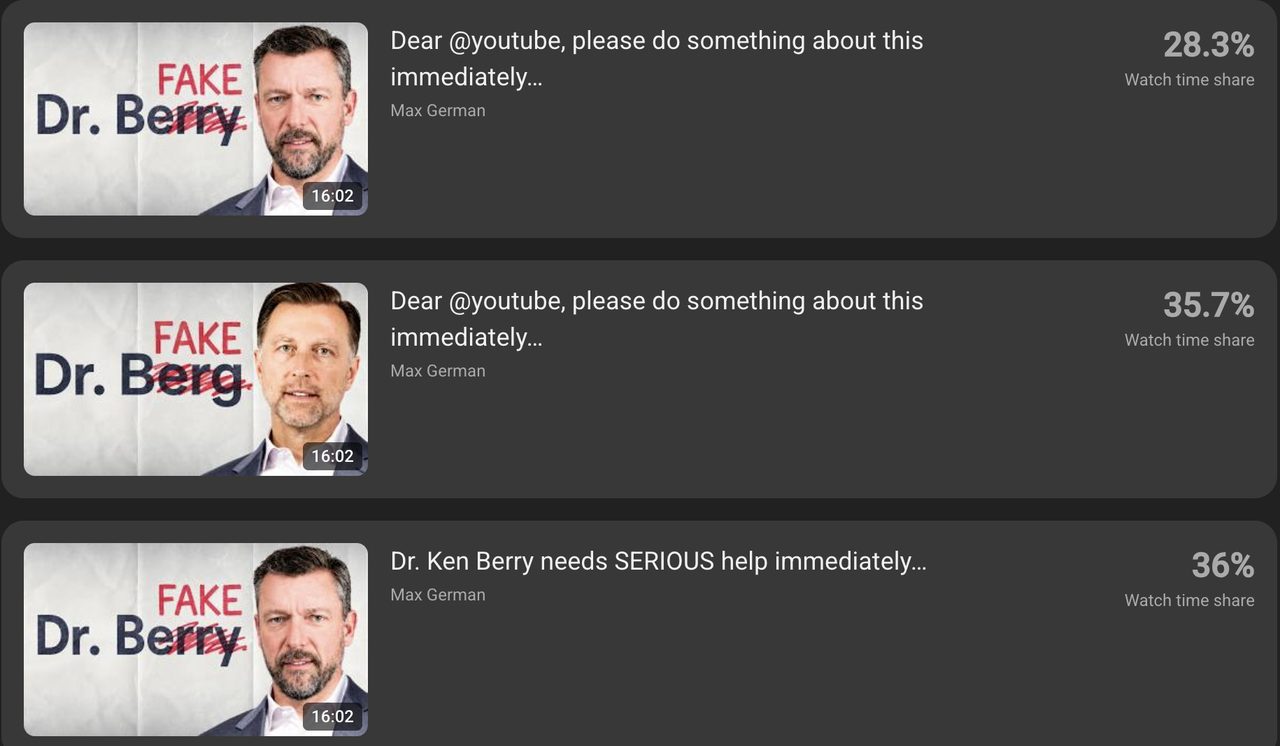 FAKE
Dr. Berry
16:02
Dear @youtube, please do something about this
immediately...
Max German
28.3%
Watch time share
FAKE
Dr. Berg
16:02
Dear @youtube, please do something about this
immediately...
Max German
35.7%
Watch time share
FAKE
Dr. Berry
16:02
Dr. Ken Berry needs SERIOUS help immediately...
Max German
36%
Watch time share